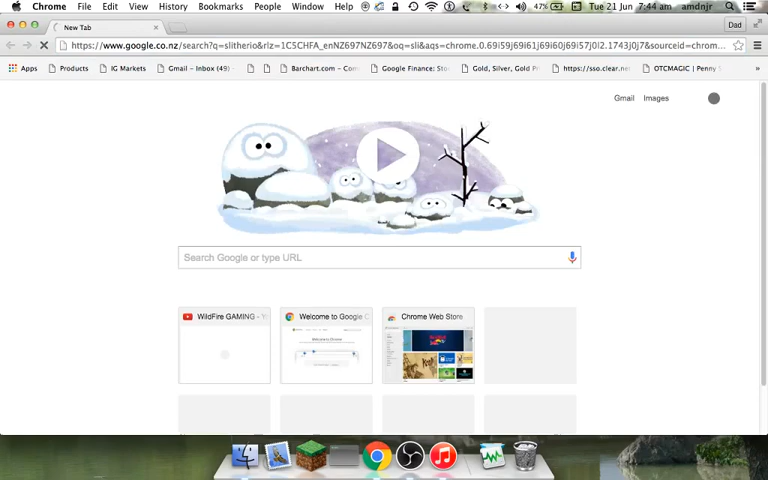 Chrome File Edit View History Bookmarks People Window Help 47% Tue 21 Jun 7:44 am amdnjr
New Tab Dad
https://www.google.co.nz/search?q=slitherio&rlz=1C5CHFA_enNZ697NZ697&oq=sli&aqs=chrome.0.69i59j69i61j69i60j69i57j0l2.1743j0j7&sourceid=chrom...
Apps Products IG Markets Gmail – Inbox (49) Barchart.com – Com Google Finance: Sto Gold, Silver, Gold Pr https://sso.clear.net OTCMAGIC | Penny S »
Gmail Images
Search Google or type URL
WildFire GAMING - Welcome to Google C Chrome Web Store